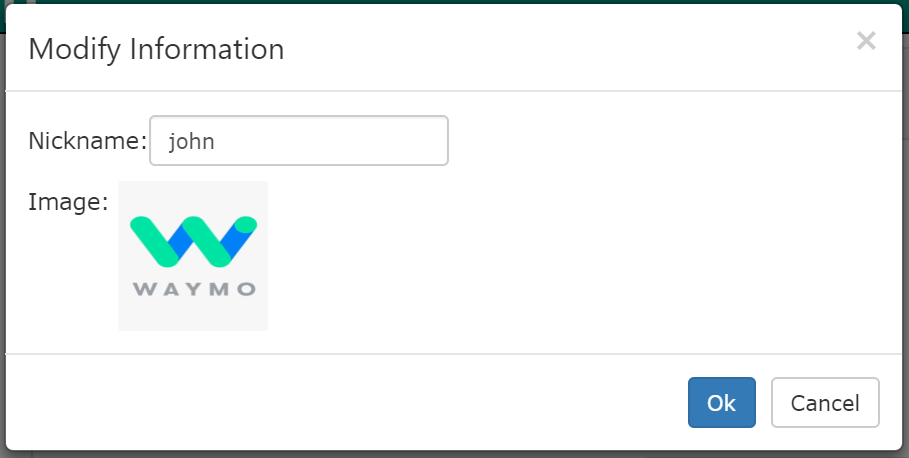 Modify Information
×
Nickname: john
Image:
WAYMO
Ok Cancel